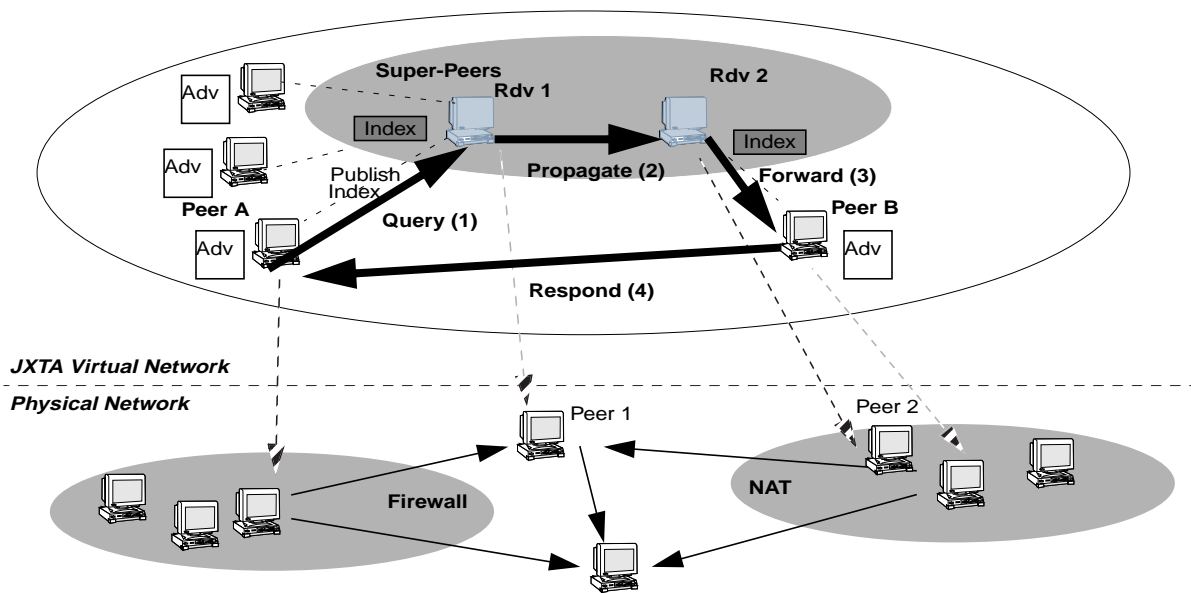 Super-Peers
Rdv 1
Rdv 2
Adv
Index
Index
Adv
Publish
Index
Propagate (2)
Forward (3)
Peer A
Query (1)
Peer B
Adv
Adv
Respond (4)
JXTA Virtual Network
Physical Network
Peer 1
Peer 2
Firewall
NAT